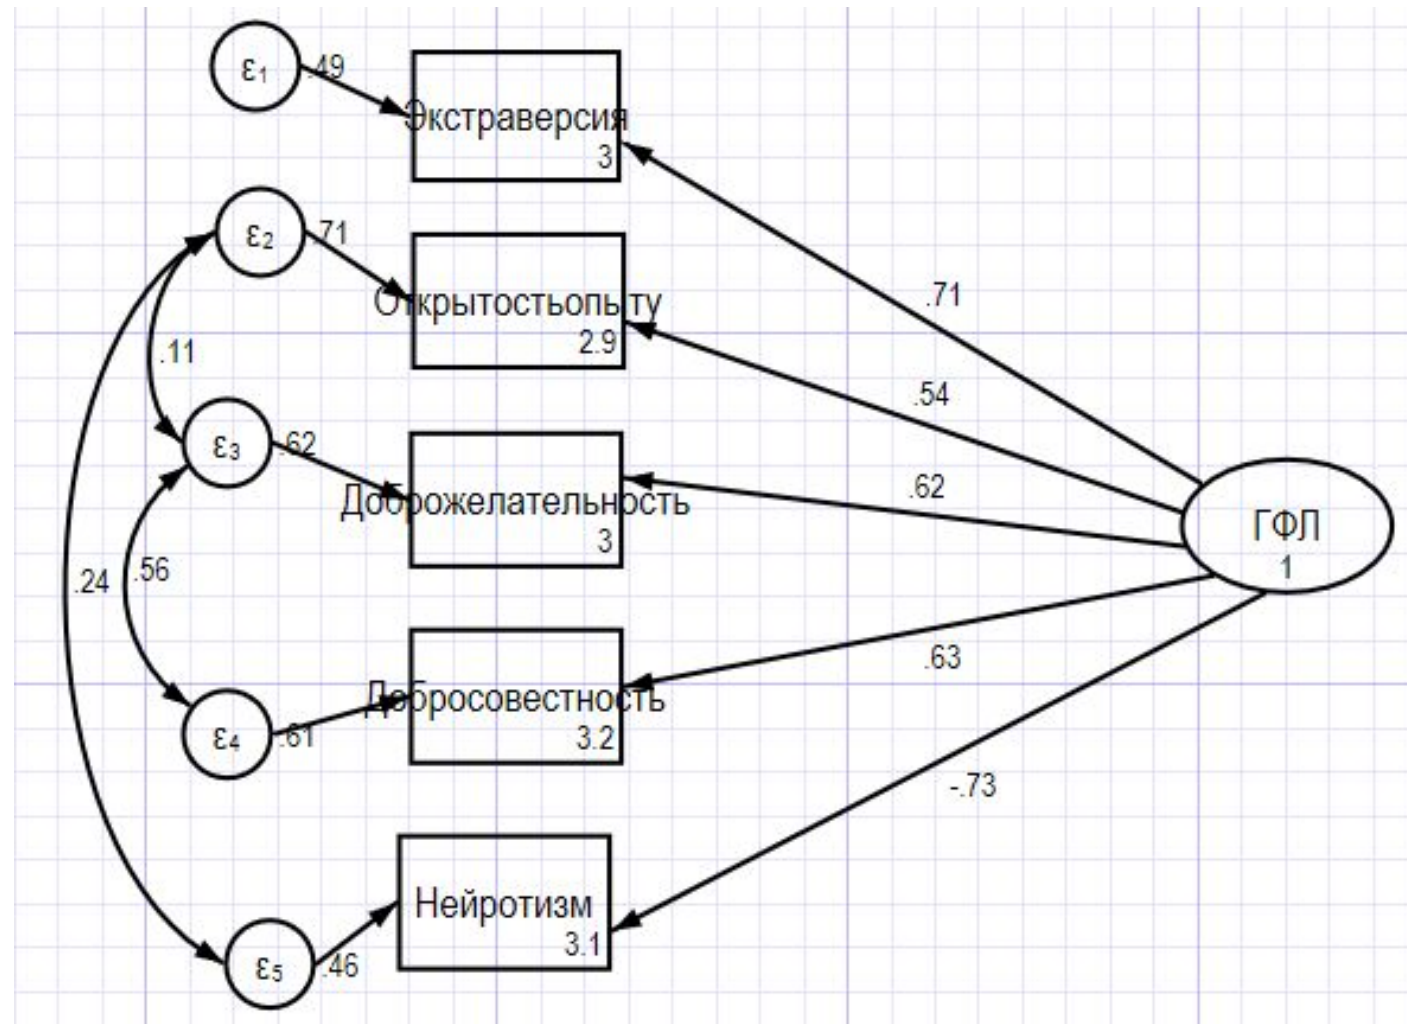 ε1
.49
Экстраверсия
3
ε2
.71
Открытостьопыту
2.9
.71
.54
.11
ε3
.62
Доброжелательность
3
.62
ГФЛ
1
.24
.56
ε4
.61
Добросовестность
3.2
.63
-.73
Нейротизм
3.1
ε5
.46